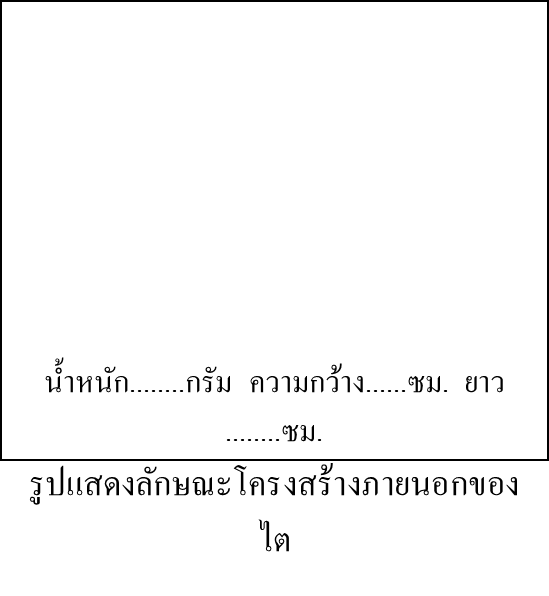 น้ำหนัก........กรัม ความกว้าง......ซม. ยาว
........ซม.
รูปแสดงลักษณะโครงสร้างภายนอกของ
ไต